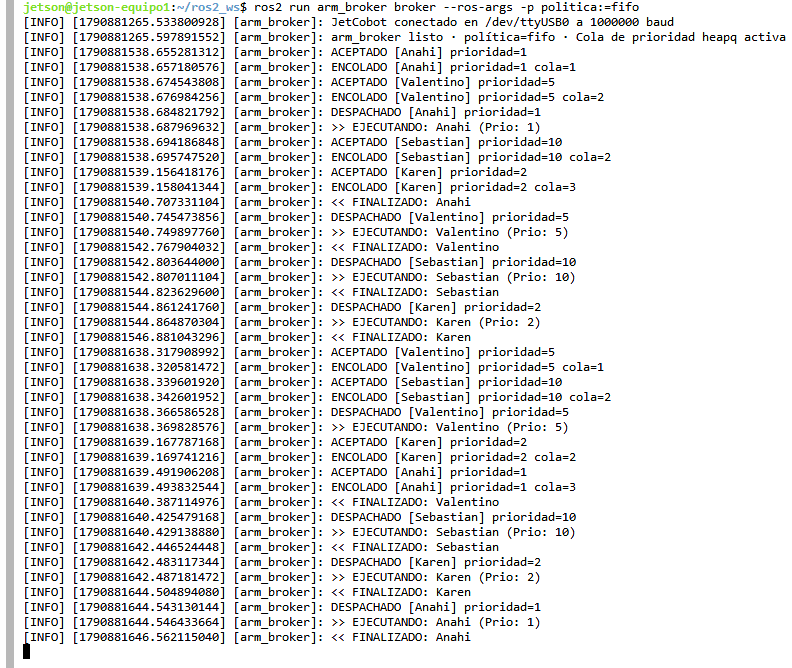 jetson@jetson-equipo1:~/ros2_ws$ ros2 run arm_broker broker --ros-args -p politica:=fifo
[INFO] [1790881265.533800928] [arm_broker]: JetCobot conectado en /dev/ttyUSB0 a 1000000 baud
[INFO] [1790881265.597891552] [arm_broker]: arm_broker listo · política=fifo · Cola de prioridad heapq activa
[INFO] [1790881538.655281312] [arm_broker]: ACEPTADO [Anahi] prioridad=1
[INFO] [1790881538.657180576] [arm_broker]: ENCOLADO [Anahi] prioridad=1 cola=1
[INFO] [1790881538.674543808] [arm_broker]: ACEPTADO [Valentino] prioridad=5
[INFO] [1790881538.676984256] [arm_broker]: ENCOLADO [Valentino] prioridad=5 cola=2
[INFO] [1790881538.684821792] [arm_broker]: DESPACHADO [Anahi] prioridad=1
[INFO] [1790881538.687969632] [arm_broker]: >> EJECUTANDO: Anahi (Prio: 1)
[INFO] [1790881538.694186848] [arm_broker]: ACEPTADO [Sebastian] prioridad=10
[INFO] [1790881538.695747520] [arm_broker]: ENCOLADO [Sebastian] prioridad=10 cola=2
[INFO] [1790881539.156418176] [arm_broker]: ACEPTADO [Karen] prioridad=2
[INFO] [1790881539.158041344] [arm_broker]: ENCOLADO [Karen] prioridad=2 cola=3
[INFO] [1790881540.707331104] [arm_broker]: << FINALIZADO: Anahi
[INFO] [1790881540.745473856] [arm_broker]: DESPACHADO [Valentino] prioridad=5
[INFO] [1790881540.749897760] [arm_broker]: >> EJECUTANDO: Valentino (Prio: 5)
[INFO] [1790881542.767904032] [arm_broker]: << FINALIZADO: Valentino
[INFO] [1790881542.803644000] [arm_broker]: DESPACHADO [Sebastian] prioridad=10
[INFO] [1790881542.807011104] [arm_broker]: >> EJECUTANDO: Sebastian (Prio: 10)
[INFO] [1790881544.823629600] [arm_broker]: << FINALIZADO: Sebastian
[INFO] [1790881544.861241760] [arm_broker]: DESPACHADO [Karen] prioridad=2
[INFO] [1790881544.864870304] [arm_broker]: >> EJECUTANDO: Karen (Prio: 2)
[INFO] [1790881546.881043296] [arm_broker]: << FINALIZADO: Karen
[INFO] [1790881638.317908992] [arm_broker]: ACEPTADO [Valentino] prioridad=5
[INFO] [1790881638.320581472] [arm_broker]: ENCOLADO [Valentino] prioridad=5 cola=1
[INFO] [1790881638.339601920] [arm_broker]: ACEPTADO [Sebastian] prioridad=10
[INFO] [1790881638.342601952] [arm_broker]: ENCOLADO [Sebastian] prioridad=10 cola=2
[INFO] [1790881638.366586528] [arm_broker]: DESPACHADO [Valentino] prioridad=5
[INFO] [1790881638.369828576] [arm_broker]: >> EJECUTANDO: Valentino (Prio: 5)
[INFO] [1790881639.167787168] [arm_broker]: ACEPTADO [Karen] prioridad=2
[INFO] [1790881639.169741216] [arm_broker]: ENCOLADO [Karen] prioridad=2 cola=2
[INFO] [1790881639.491906208] [arm_broker]: ACEPTADO [Anahi] prioridad=1
[INFO] [1790881639.493832544] [arm_broker]: ENCOLADO [Anahi] prioridad=1 cola=3
[INFO] [1790881640.387114976] [arm_broker]: << FINALIZADO: Valentino
[INFO] [1790881640.425479168] [arm_broker]: DESPACHADO [Sebastian] prioridad=10
[INFO] [1790881640.429138880] [arm_broker]: >> EJECUTANDO: Sebastian (Prio: 10)
[INFO] [1790881642.446524448] [arm_broker]: << FINALIZADO: Sebastian
[INFO] [1790881642.483117344] [arm_broker]: DESPACHADO [Karen] prioridad=2
[INFO] [1790881642.487181472] [arm_broker]: >> EJECUTANDO: Karen (Prio: 2)
[INFO] [1790881644.504894080] [arm_broker]: << FINALIZADO: Karen
[INFO] [1790881644.543130144] [arm_broker]: DESPACHADO [Anahi] prioridad=1
[INFO] [1790881644.546433664] [arm_broker]: >> EJECUTANDO: Anahi (Prio: 1)
[INFO] [1790881646.562115040] [arm_broker]: << FINALIZADO: Anahi